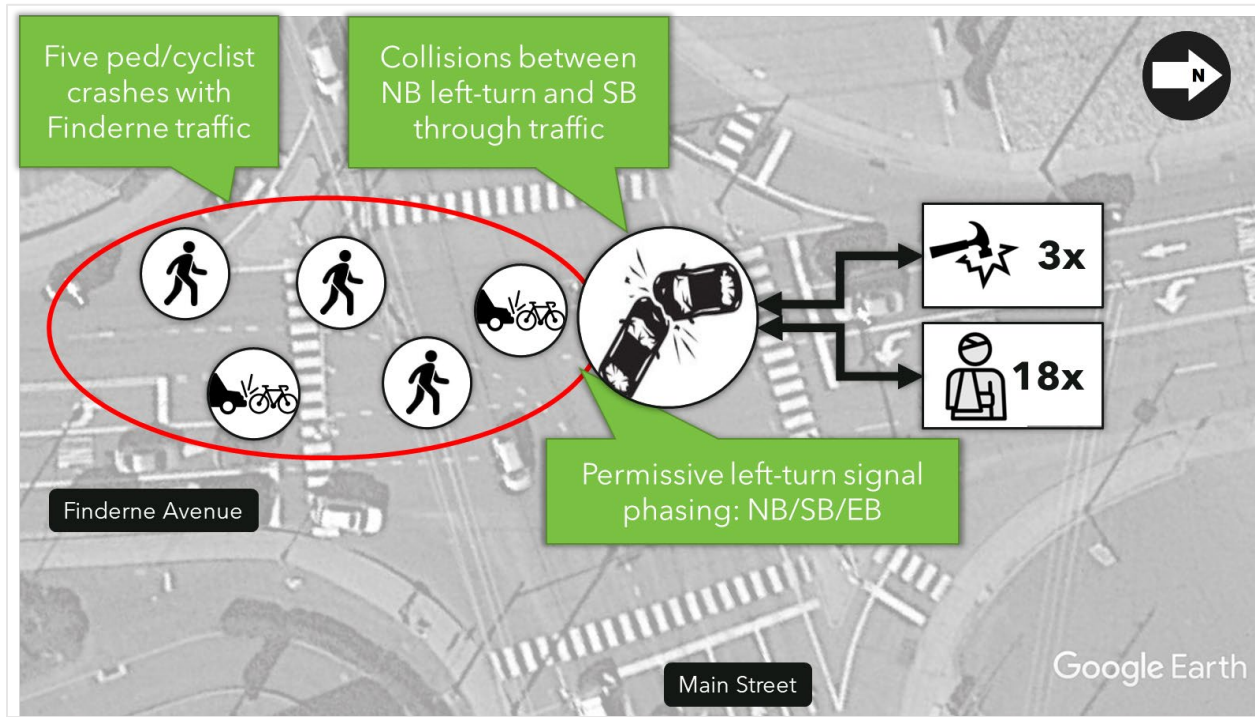 Five ped/cyclist
crashes with
Finderne traffic
Collisions between
NB left-turn and SB
through traffic
N
3x
18x
Permissive left-turn signal
phasing: NB/SB/EB
Finderne Avenue
Main Street
Google Earth